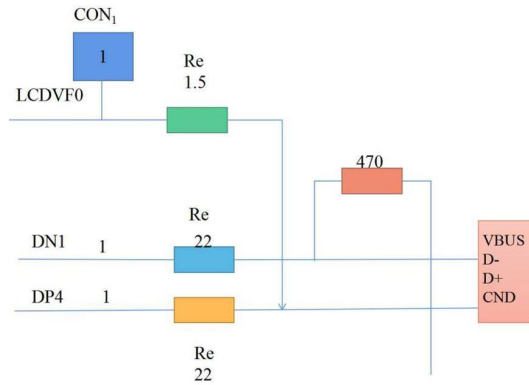 CON₁
1
Re
1.5
LCDVF0
470
Re
22
DN1 1
VBUS
D-
D+
CND
DP4 1
Re
22